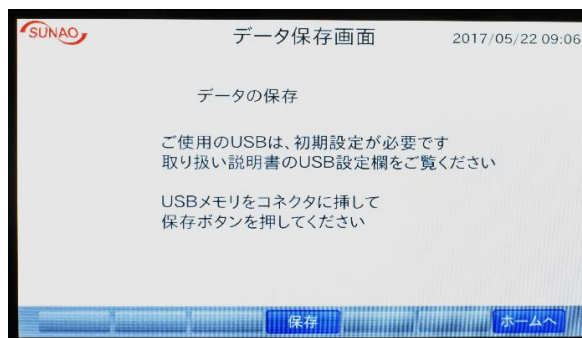 SUNAO
データ保存画面
2017/05/22 09:06
データの保存
ご使用のUSBは、初期設定が必要です
取り扱い説明書のUSB設定欄をご覧ください
USBメモリをコネクタに挿して
保存ボタンを押してください
保存
ホームへ